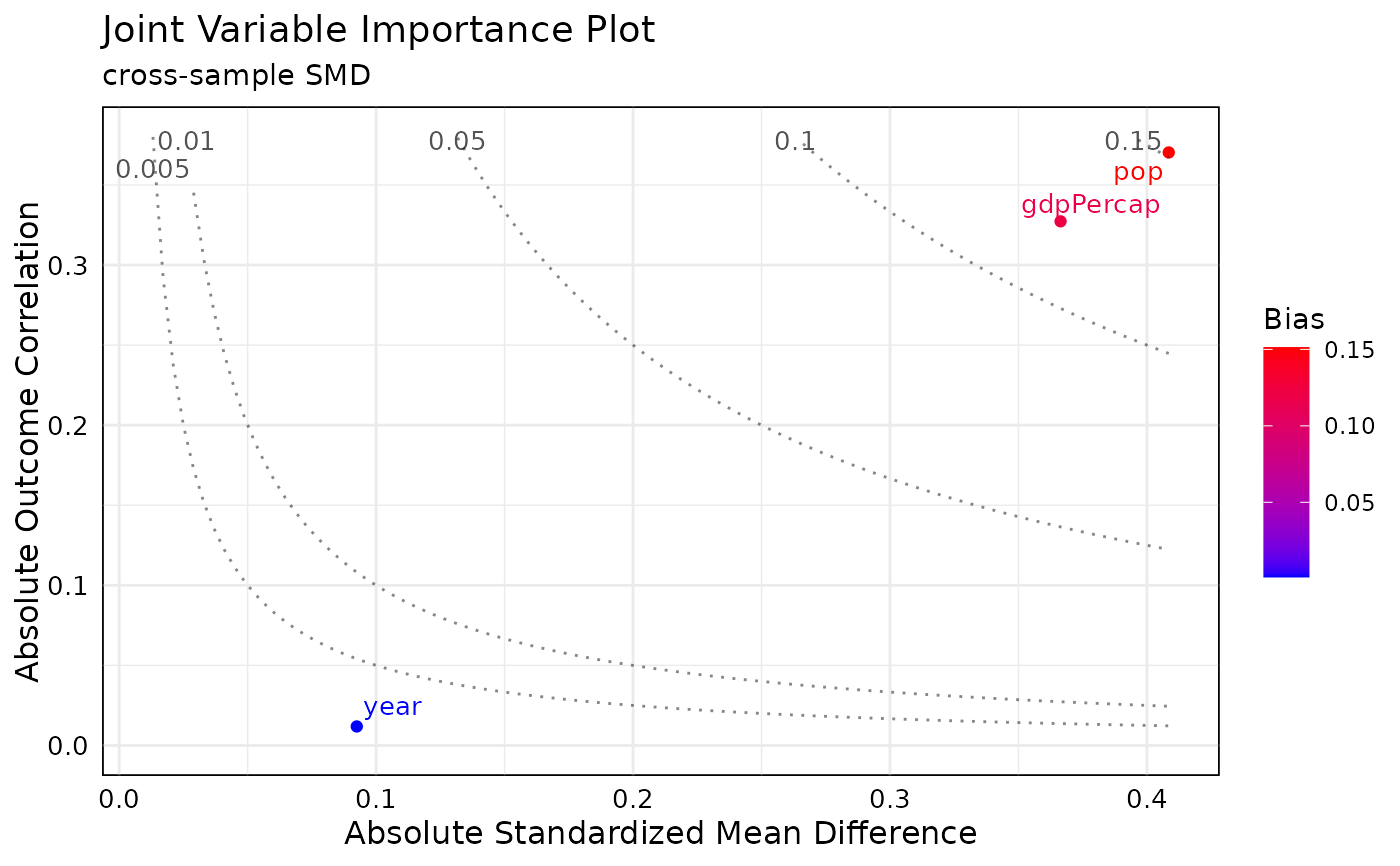 Joint Variable Importance Plot
cross-sample SMD
0.01
0.05
0.1
0.15
0.005
pop
gdpPercap
year
Absolute Outcome Correlation
0.3
0.2
0.1
0.0
0.0
0.1
0.2
0.3
0.4
Absolute Standardized Mean Difference
Bias
0.15
0.10
0.05